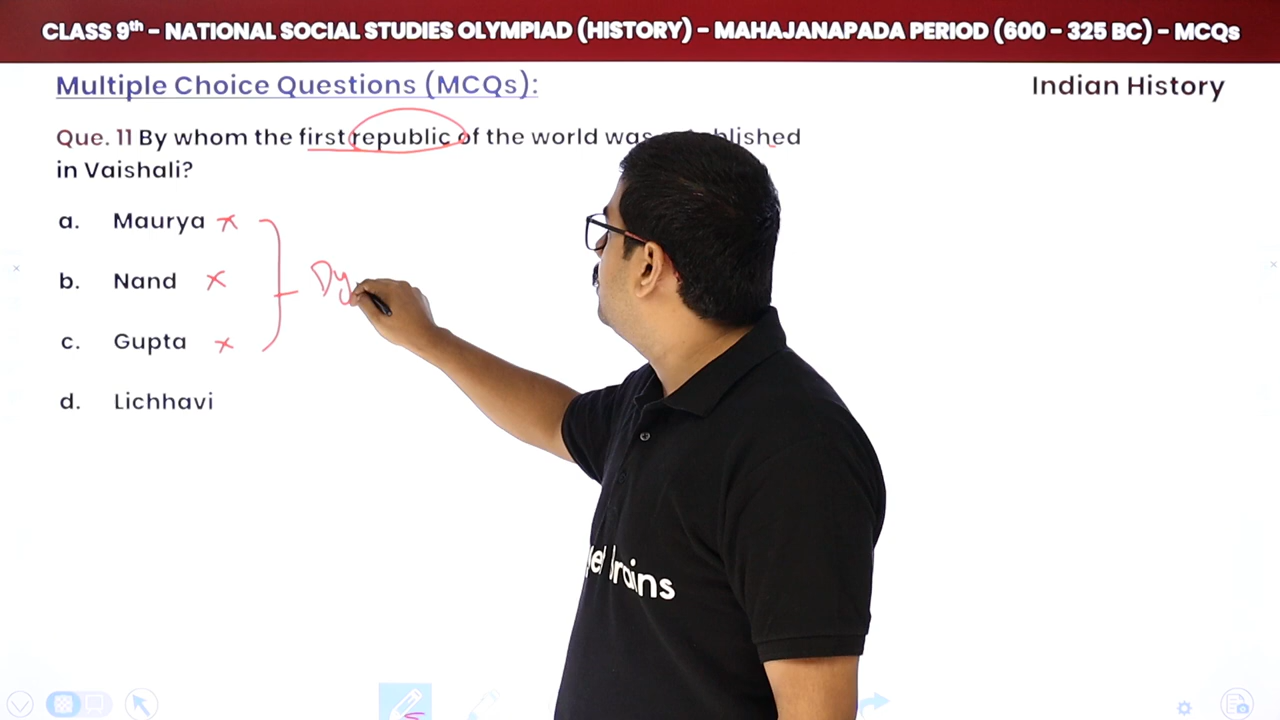 CLASS 9th - NATIONAL SOCIAL STUDIES OLYMPIAD (HISTORY) - MAHAJANAPADA PERIOD (600 - 325 BC) - MCQs
Multiple Choice Questions (MCQs): Indian History
Que. 11 By whom the first republic of the world was
in Vaishali?
a. Maurya x
b. Nand x
c. Gupta x
Dy
d. Lichhavi